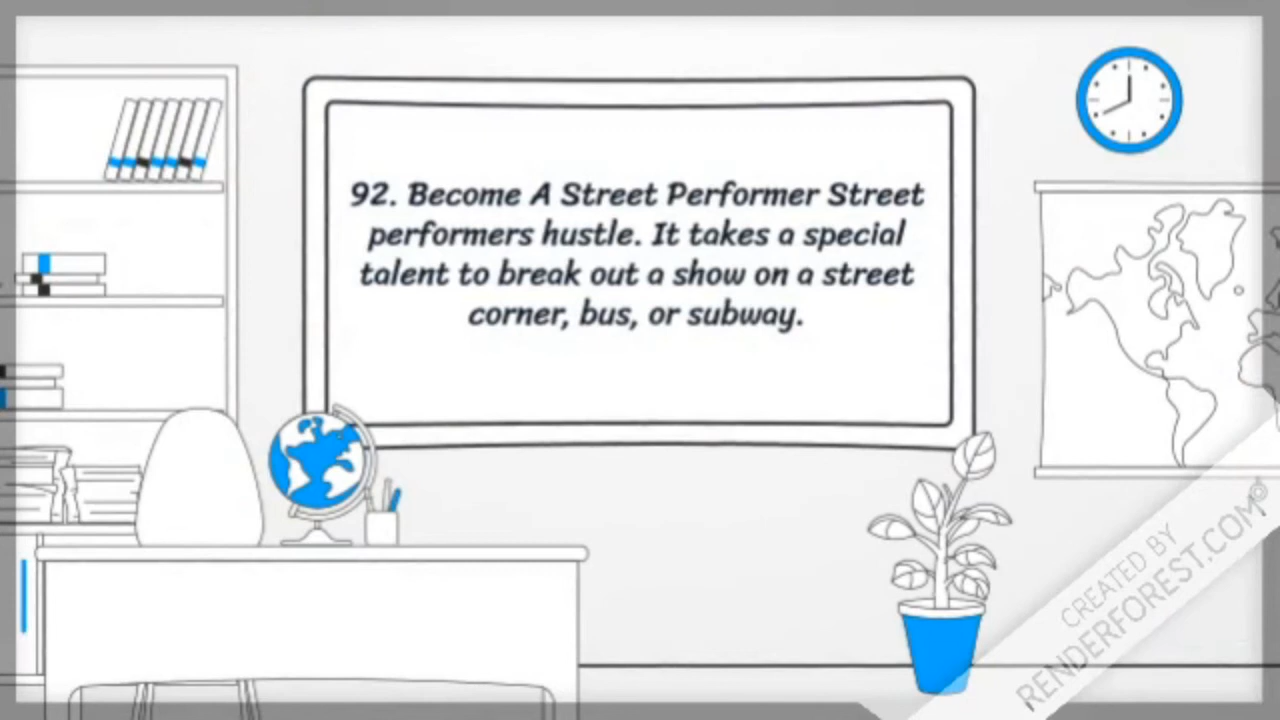 92. Become A Street Performer Street
performers hustle. It takes a special
talent to break out a show on a street
corner, bus, or subway.
CREATED BY
RENDERFOREST.COM